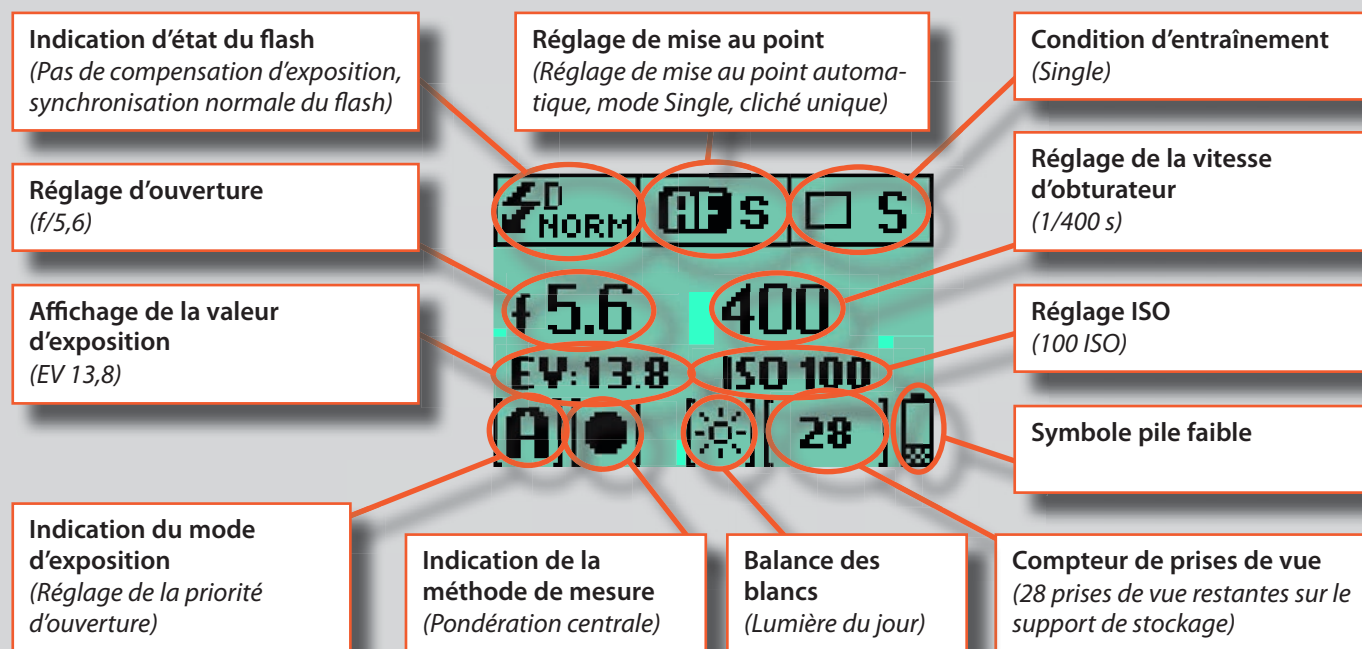 Indication d'état du flash
(Pas de compensation d'exposition,
synchronisation normale du flash)
Réglage de mise au point
(Réglage de mise au point automa-
tique, mode Single, cliché unique)
Condition d'entraînement
(Single)
Réglage d'ouverture
(f/5,6)
Réglage de la vitesse
d'obturateur
(1/400 s)
Affichage de la valeur
d'exposition
(EV 13,8)
Réglage ISO
(100 ISO)
Symbole pile faible
D
NORM
AF S
S
f 5.6
400
EV:13.8
ISO 100
[A]
[28]
Indication du mode
d'exposition
(Réglage de la priorité
d'ouverture)
Indication de la
méthode de mesure
(Pondération centrale)
Balance des
blancs
(Lumière du jour)
Compteur de prises de vue
(28 prises de vue restantes sur le
support de stockage)